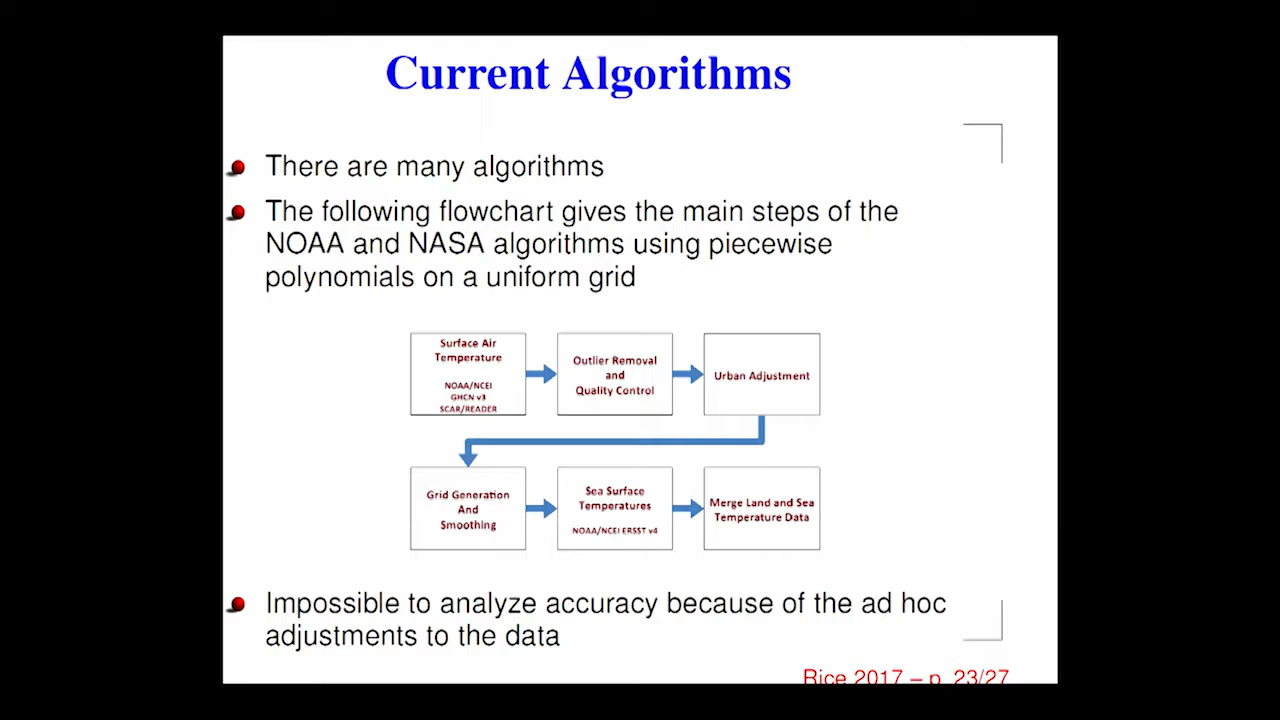 Current Algorithms
There are many algorithms
The following flowchart gives the main steps of the
NOAA and NASA algorithms using piecewise
polynomials on a uniform grid
Surface Air
Temperature
NOAA/NCEI
GHCN v3
SCAR/READER
Outlier Removal
and
Quality Control
Urban Adjustment
Grid Generation
And
Smoothing
Sea Surface
Temperatures
NOAA/NCEI ERSST v4
Merge Land and Sea
Temperature Data
Impossible to analyze accuracy because of the ad hoc
adjustments to the data
Rice 2017 – p. 23/27